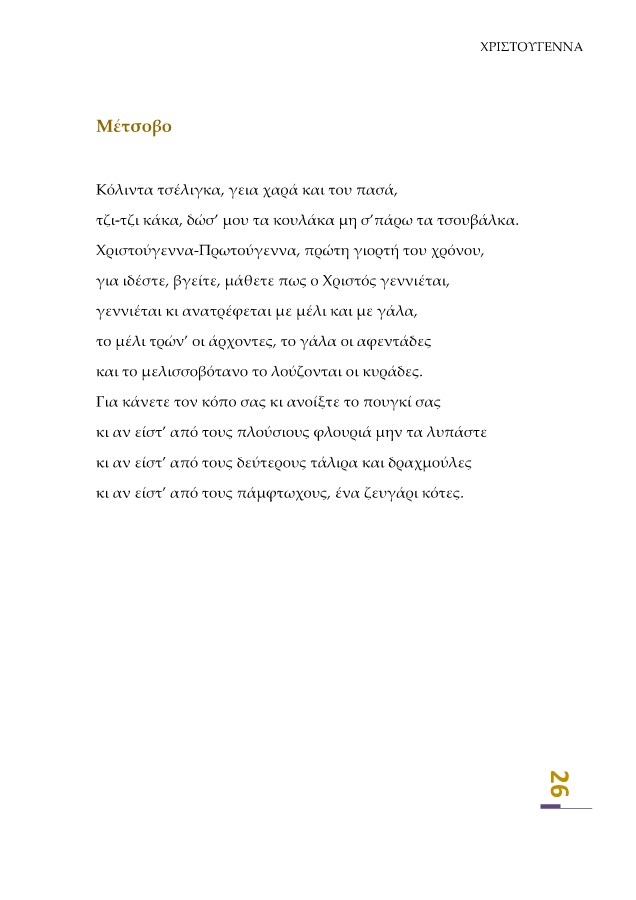 ΧΡΙΣΤΟΥΓΕΝΝΑ
Μέτσοβο
Κόλιντα τσέλιγκα, γεια χαρά και του πασά,
τζι-τζι κάκα, δώσ’ μου τα κουλάκα μη σ’πάρω τα τσουβάλκα.
Χριστούγεννα-Πρωτούγεννα, πρώτη γιορτή του χρόνου,
για ιδέστε, βγείτε, μάθετε πως ο Χριστός γεννιέται,
γεννιέται κι ανατρέφεται με μέλι και με γάλα,
το μέλι τρών’ οι άρχοντες, το γάλα οι αφεντάδες
και το μελισσοβότανο το λούζονται οι κυράδες.
Για κάνετε τον κόπο σας κι ανοίξτε το πουγκί σας
κι αν είστ’ από τους πλούσιους φλουριά μην τα λυπάστε
κι αν είστ’ από τους δεύτερους τάλιρα και δραχμούλες
κι αν είστ’ από τους πάμφτωχους, ένα ζευγάρι κότες.
26